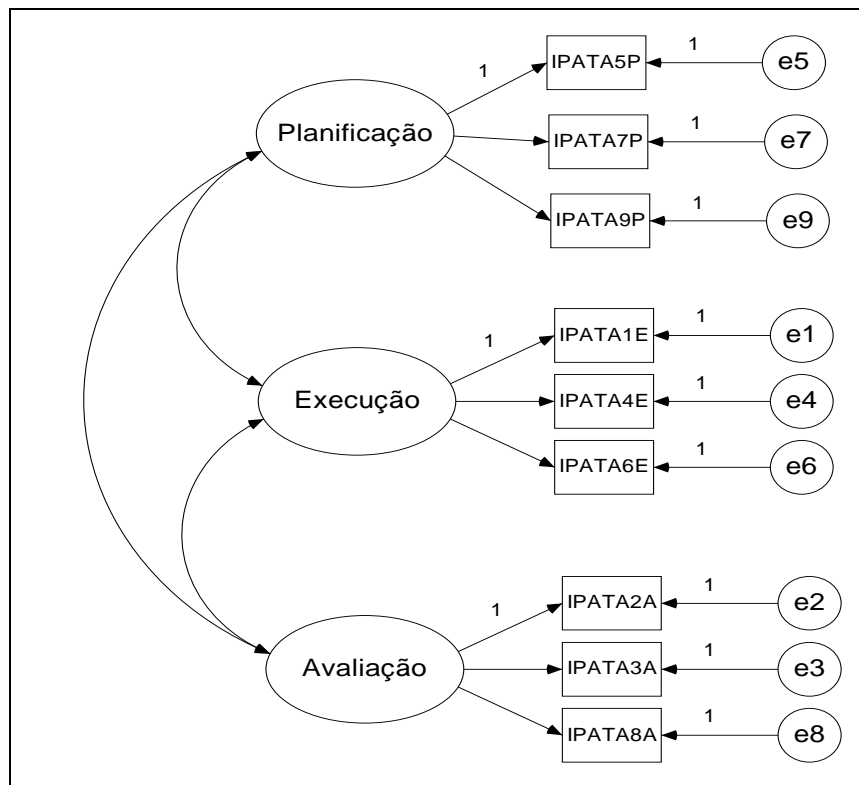 1 IPATA5P 1 e5
Planificação
IPATA7P 1 e7
IPATA9P 1 e9
1 IPATA1E 1 e1
Execução
IPATA4E 1 e4
IPATA6E 1 e6
1 IPATA2A 1 e2
Avaliação
IPATA3A 1 e3
IPATA8A 1 e8